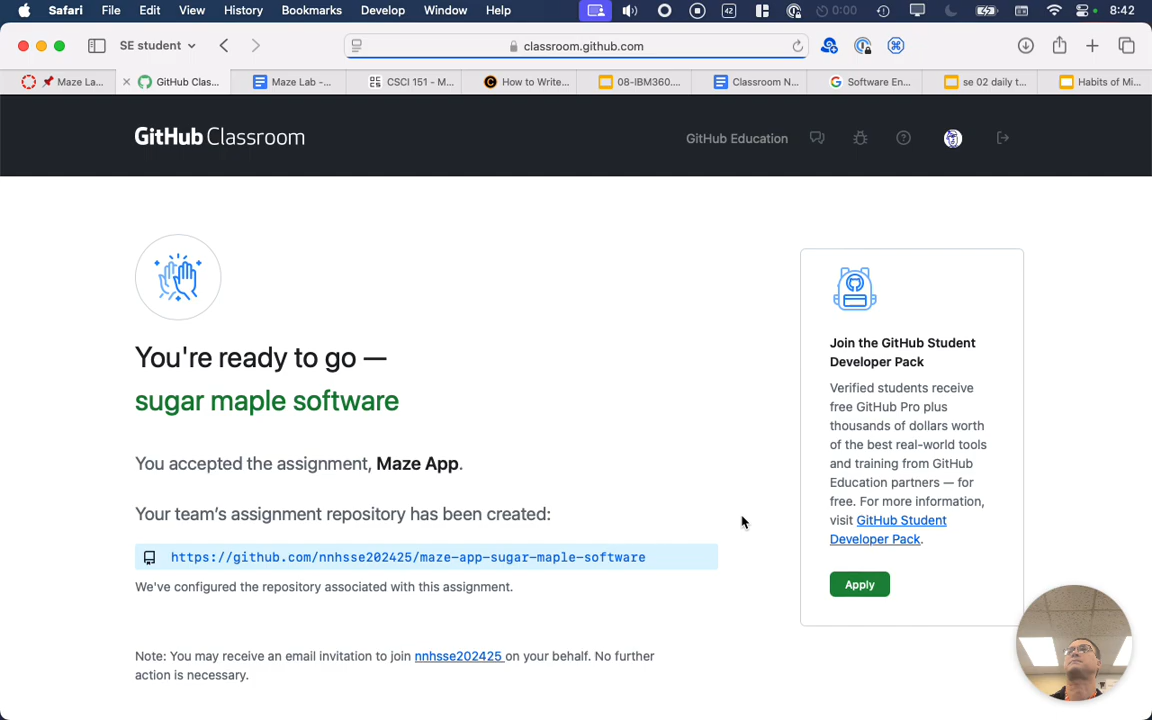 Safari File Edit View History Bookmarks Develop Window Help 42 0:00 8:42
SE student classroom.github.com
Maze La... GitHub Clas... Maze Lab -... CSCI 151 - M... How to Write... 08-IBM360.... Classroom N... Software En... se 02 daily t... Habits of Mi...
GitHub Classroom GitHub Education
You're ready to go —
sugar maple software
You accepted the assignment, Maze App.
Your team's assignment repository has been created:
https://github.com/nnhsse202425/maze-app-sugar-maple-software
We've configured the repository associated with this assignment.
Note: You may receive an email invitation to join nnhsse202425 on your behalf. No further
action is necessary.
Join the GitHub Student
Developer Pack
Verified students receive
free GitHub Pro plus
thousands of dollars worth
of the best real-world tools
and training from GitHub
Education partners — for
free. For more information,
visit GitHub Student
Developer Pack.
Apply